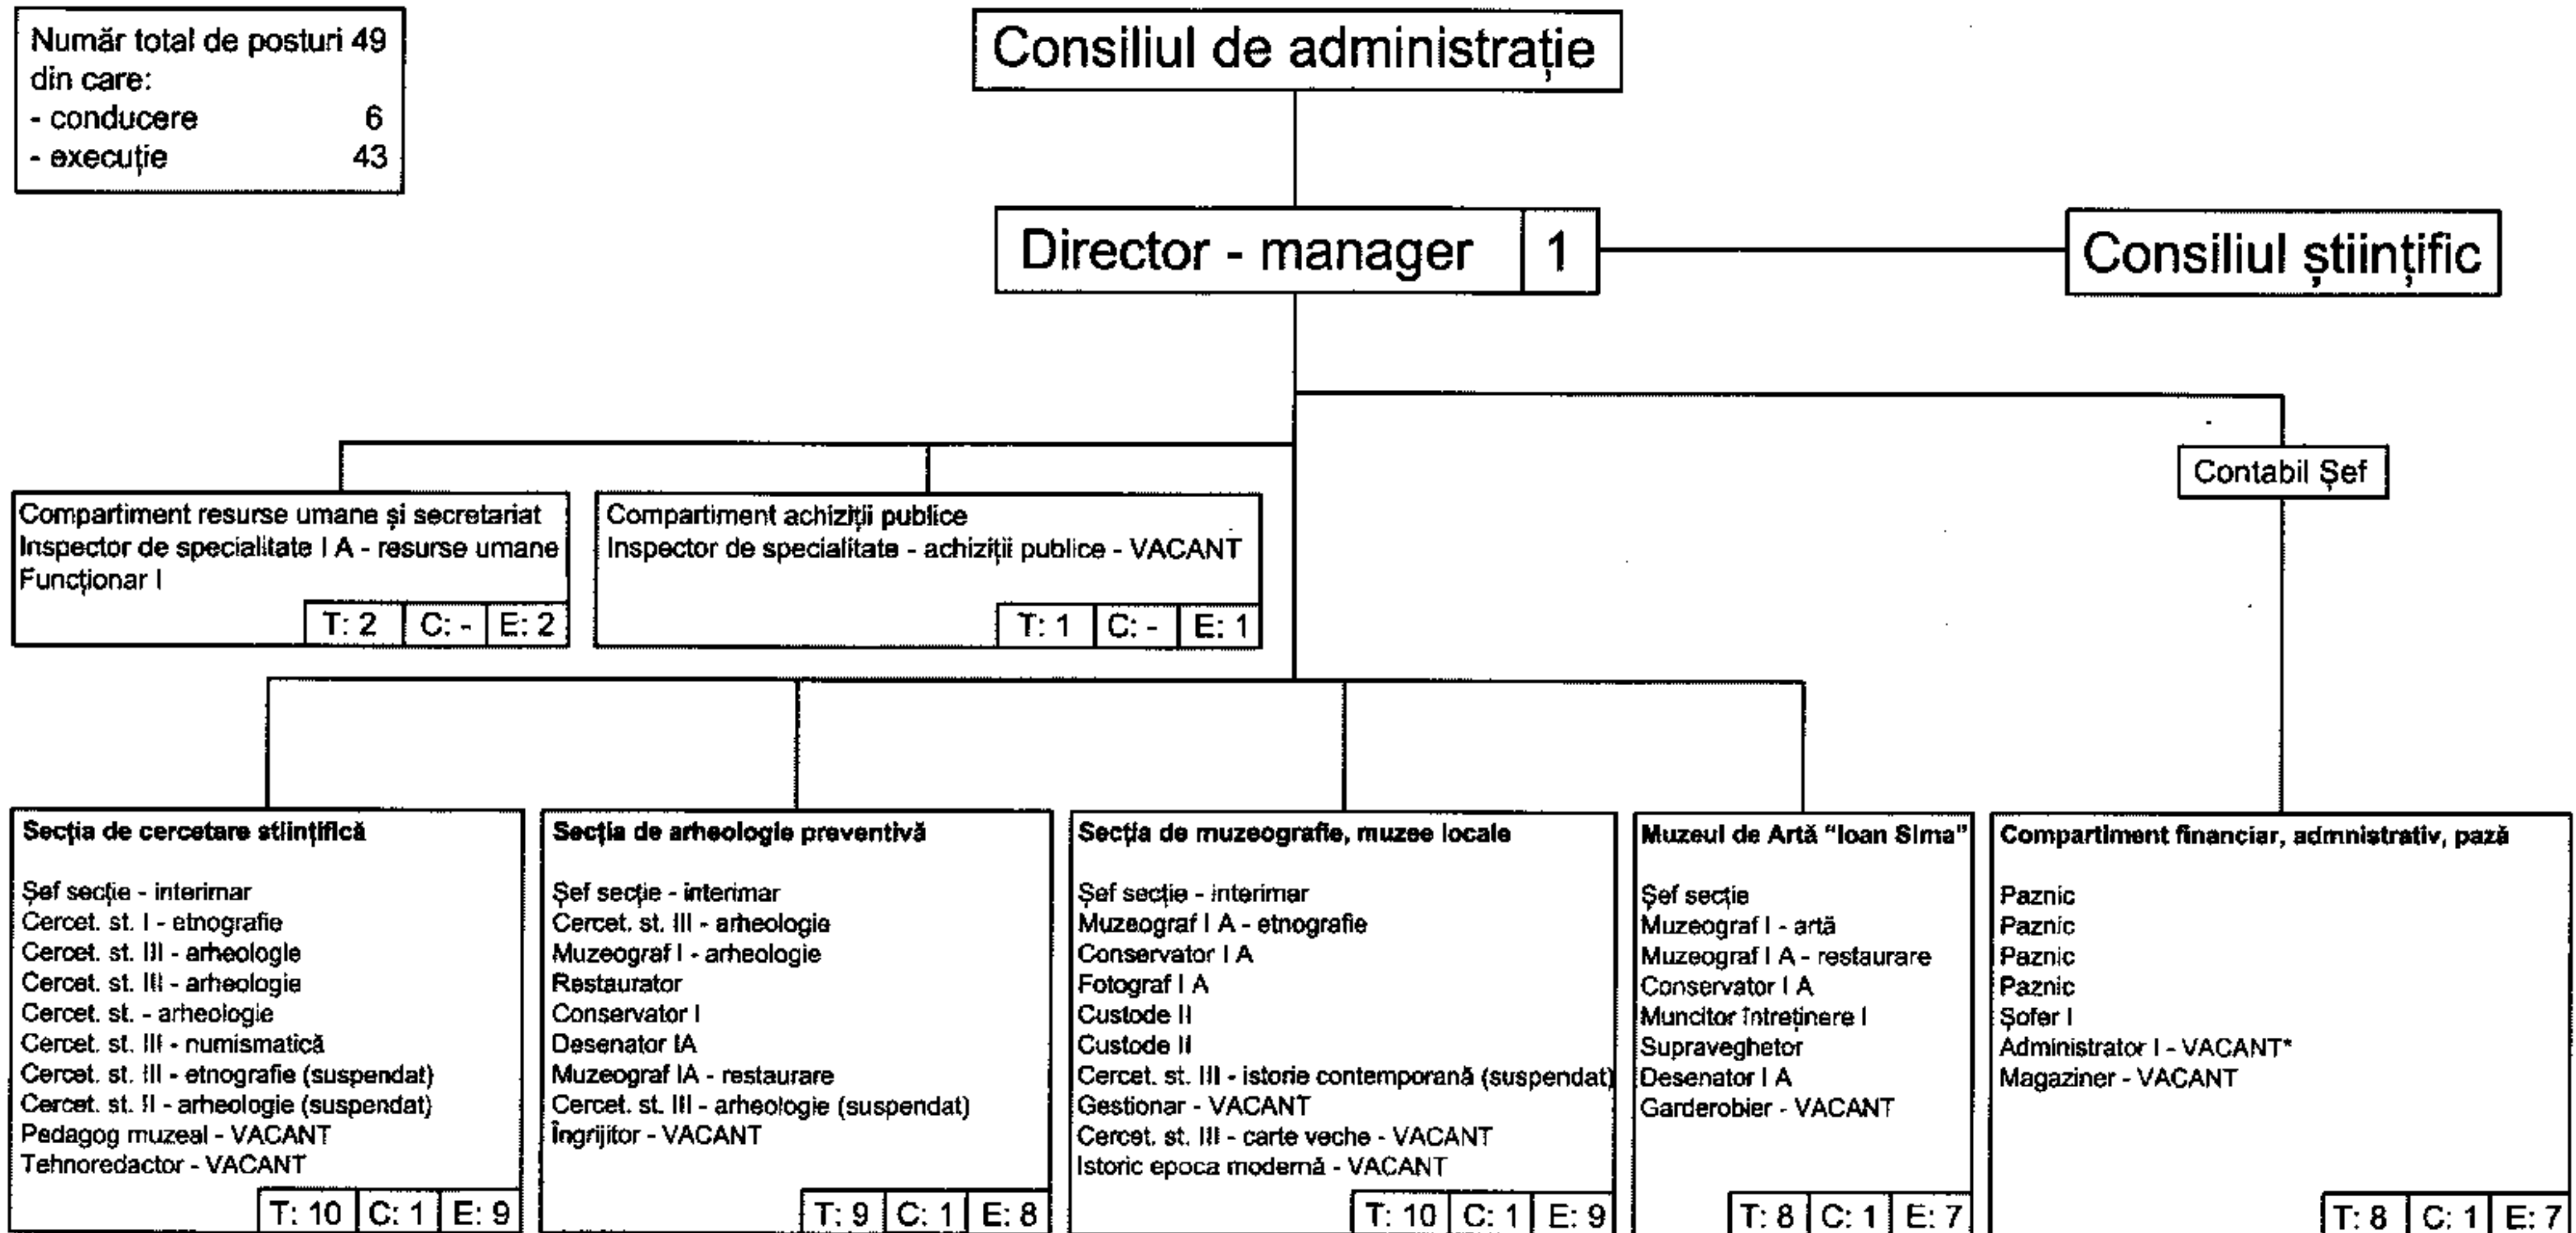 Număr total de posturi 49
din care:
- conducere 6
- execuție 43
Consiliul de administrație
Director - manager 1
Consiliul științific
Contabil Șef
Compartiment resurse umane și secretariat
Inspector de specialitate I A - resurse umane
Funcționar I
T: 2 C: - E: 2
Compartiment achiziții publice
Inspector de specialitate - achiziții publice - VACANT
T: 1 C: - E: 1
Secția de cercetare stiințifică
Șef secție - interimar
Cercet. st. I - etnografie
Cercet. st. III - arheologie
Cercet. st. III - arheologie
Cercet. st. - arheologie
Cercet. st. III - numismatică
Cercet. st. III - etnografie (suspendat)
Cercet. st. II - arheologie (suspendat)
Pedagog muzeal - VACANT
Tehnoredactor - VACANT
T: 10 C: 1 E: 9
Secția de arheologie preventivă
Șef secție - interimar
Cercet. st. III - arheologie
Muzeograf I - arheologie
Restaurator
Conservator I
Desenator IA
Muzeograf IA - restaurare
Cercet. st. III - arheologie (suspendat)
Îngrijitor - VACANT
T: 9 C: 1 E: 8
Secția de muzeografie, muzee locale
Șef secție - interimar
Muzeograf I A - etnografie
Conservator I A
Fotograf I A
Custode II
Custode II
Cercet. st. III - istorie contemporană (suspendat)
Gestionar - VACANT
Cercet. st. III - carte veche - VACANT
Istoric epoca modernă - VACANT
T: 10 C: 1 E: 9
Muzeul de Artă “Ioan Sima”
Șef secție
Muzeograf I - artă
Muzeograf I A - restaurare
Conservator I A
Muncitor întreținere I
Supraveghetor
Desenator I A
Garderobier - VACANT
T: 8 C: 1 E: 7
Compartiment financiar, admnistrativ, pază
Paznic
Paznic
Paznic
Paznic
Șofer I
Administrator I - VACANT*
Magaziner - VACANT
T: 8 C: 1 E: 7